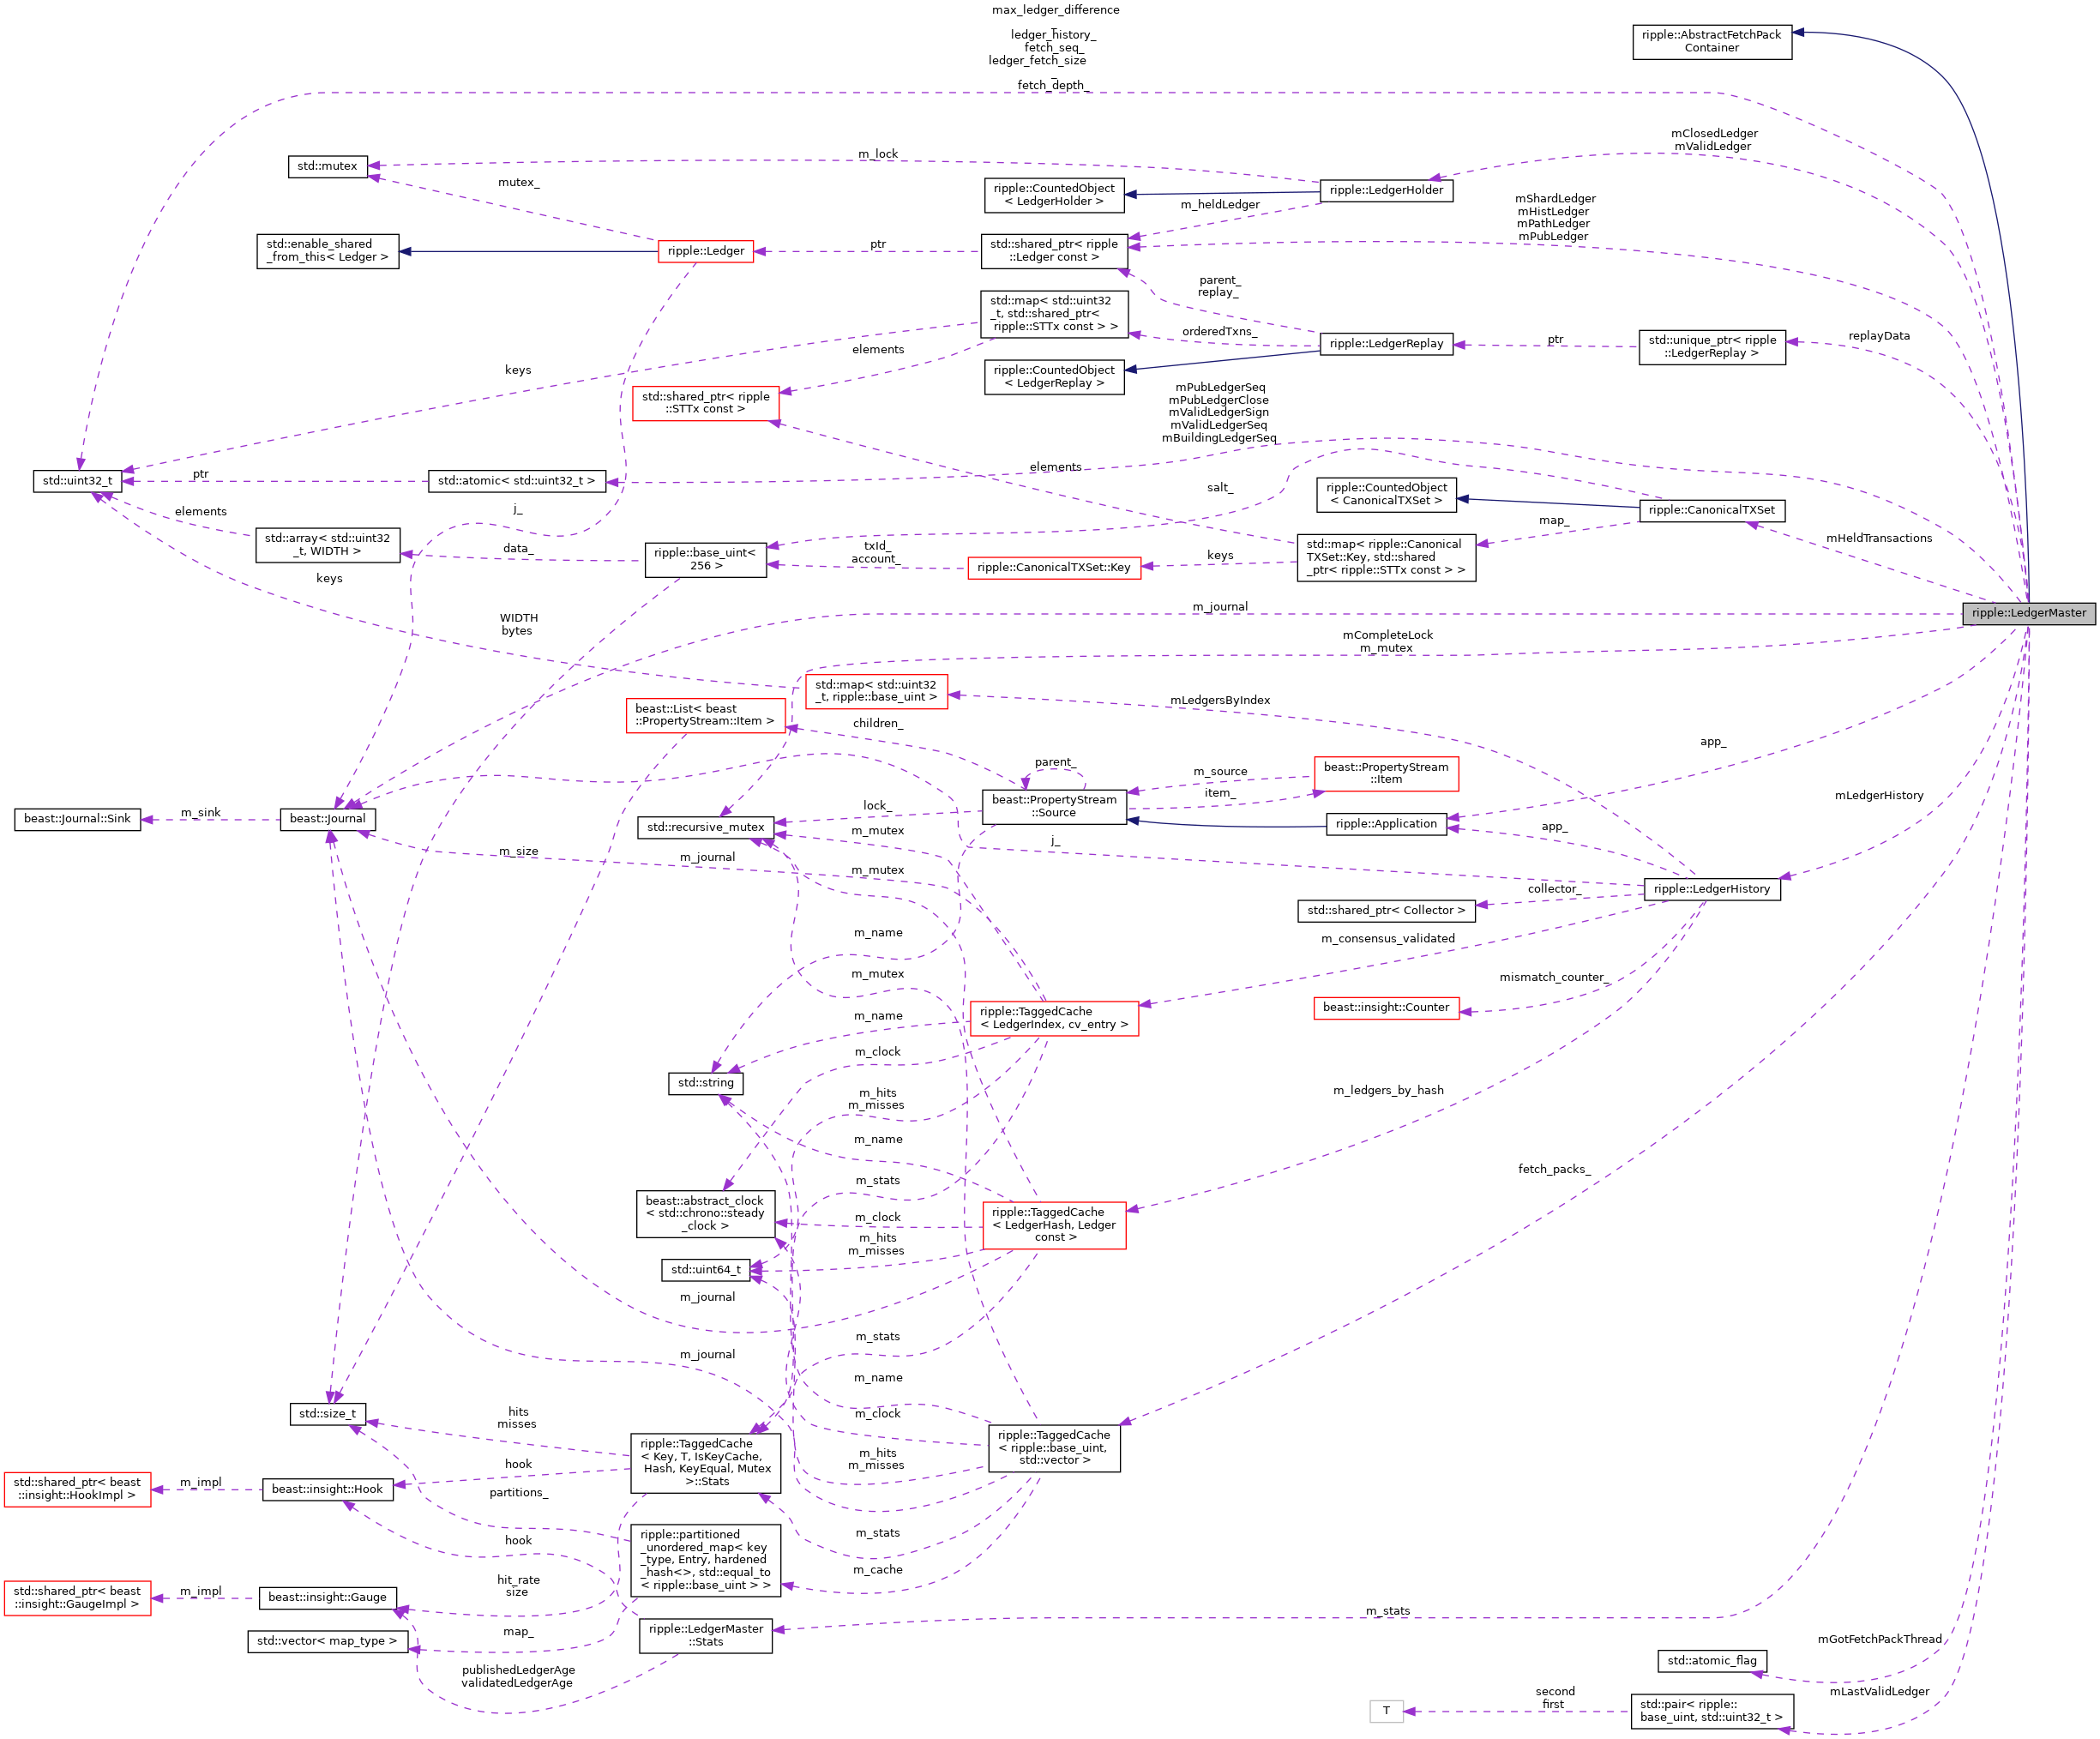 max_ledger_difference
_
ledger_history_
fetch_seq_
ledger_fetch_size
_
fetch_depth_
ripple::AbstractFetchPack
Container
mClosedLedger
mValidLedger
m_lock
std::mutex
mutex_
ripple::CountedObject
< LedgerHolder >
ripple::LedgerHolder
m_heldLedger
mShardLedger
mHistLedger
mPathLedger
mPubLedger
std::enable_shared
_from_this< Ledger >
ripple::Ledger
ptr
std::shared_ptr< ripple
::Ledger const >
parent_
replay_
std::map< std::uint32
_t, std::shared_ptr<
ripple::STTx const > >
orderedTxns_
ripple::LedgerReplay
ptr
std::unique_ptr< ripple
::LedgerReplay >
replayData
elements
keys
ripple::CountedObject
< LedgerReplay >
std::shared_ptr< ripple
::STTx const >
mPubLedgerSeq
mPubLedgerClose
mValidLedgerSign
mValidLedgerSeq
mBuildingLedgerSeq
elements
std::uint32_t
ptr
std::atomic< std::uint32_t >
salt_
ripple::CountedObject
< CanonicalTXSet >
ripple::CanonicalTXSet
j_
elements
map_
mHeldTransactions
std::array< std::uint32
_t, WIDTH >
data_
ripple::base_uint<
256 >
txId_
account_
ripple::CanonicalTXSet::Key
keys
std::map< ripple::Canonical
TXSet::Key, std::shared
_ptr< ripple::STTx const > >
keys
WIDTH
bytes
m_journal
ripple::LedgerMaster
mCompleteLock
m_mutex
std::map< std::uint32
_t, ripple::base_uint >
mLedgersByIndex
beast::List< beast
::PropertyStream::Item >
children_
app_
parent_
m_source
item_
beast::PropertyStream
::Item
beast::PropertyStream
::Source
mLedgerHistory
beast::Journal::Sink
m_sink
beast::Journal
lock_
std::recursive_mutex
ripple::Application
app_
m_mutex
j_
m_size
m_journal
m_mutex
collector_
ripple::LedgerHistory
std::shared_ptr< Collector >
m_name
m_consensus_validated
m_mutex
mismatch_counter_
beast::insight::Counter
m_name
ripple::TaggedCache
< LedgerIndex, cv_entry >
m_clock
std::string
m_hits
m_misses
m_ledgers_by_hash
m_name
fetch_packs_
m_stats
beast::abstract_clock
< std::chrono::steady
_clock >
m_clock
ripple::TaggedCache
< LedgerHash, Ledger
const >
m_hits
m_misses
std::uint64_t
m_journal
m_stats
m_journal
m_name
std::size_t
hits
misses
m_clock
ripple::TaggedCache
< Key, T, IsKeyCache,
Hash, KeyEqual, Mutex
>::Stats
m_hits
m_misses
ripple::TaggedCache
< ripple::base_uint,
std::vector >
std::shared_ptr< beast
::insight::HookImpl >
m_impl
beast::insight::Hook
hook
partitions_
m_stats
hook
ripple::partitioned
_unordered_map< key
_type, Entry, hardened
_hash<>, std::equal_to
< ripple::base_uint > >
m_cache
hit_rate
size
std::shared_ptr< beast
::insight::GaugeImpl >
m_impl
beast::insight::Gauge
m_stats
map_
std::vector< map_type >
ripple::LedgerMaster
::Stats
publishedLedgerAge
validatedLedgerAge
mGotFetchPackThread
std::atomic_flag
mLastValidLedger
T
second
first
std::pair< ripple::
base_uint, std::uint32_t >